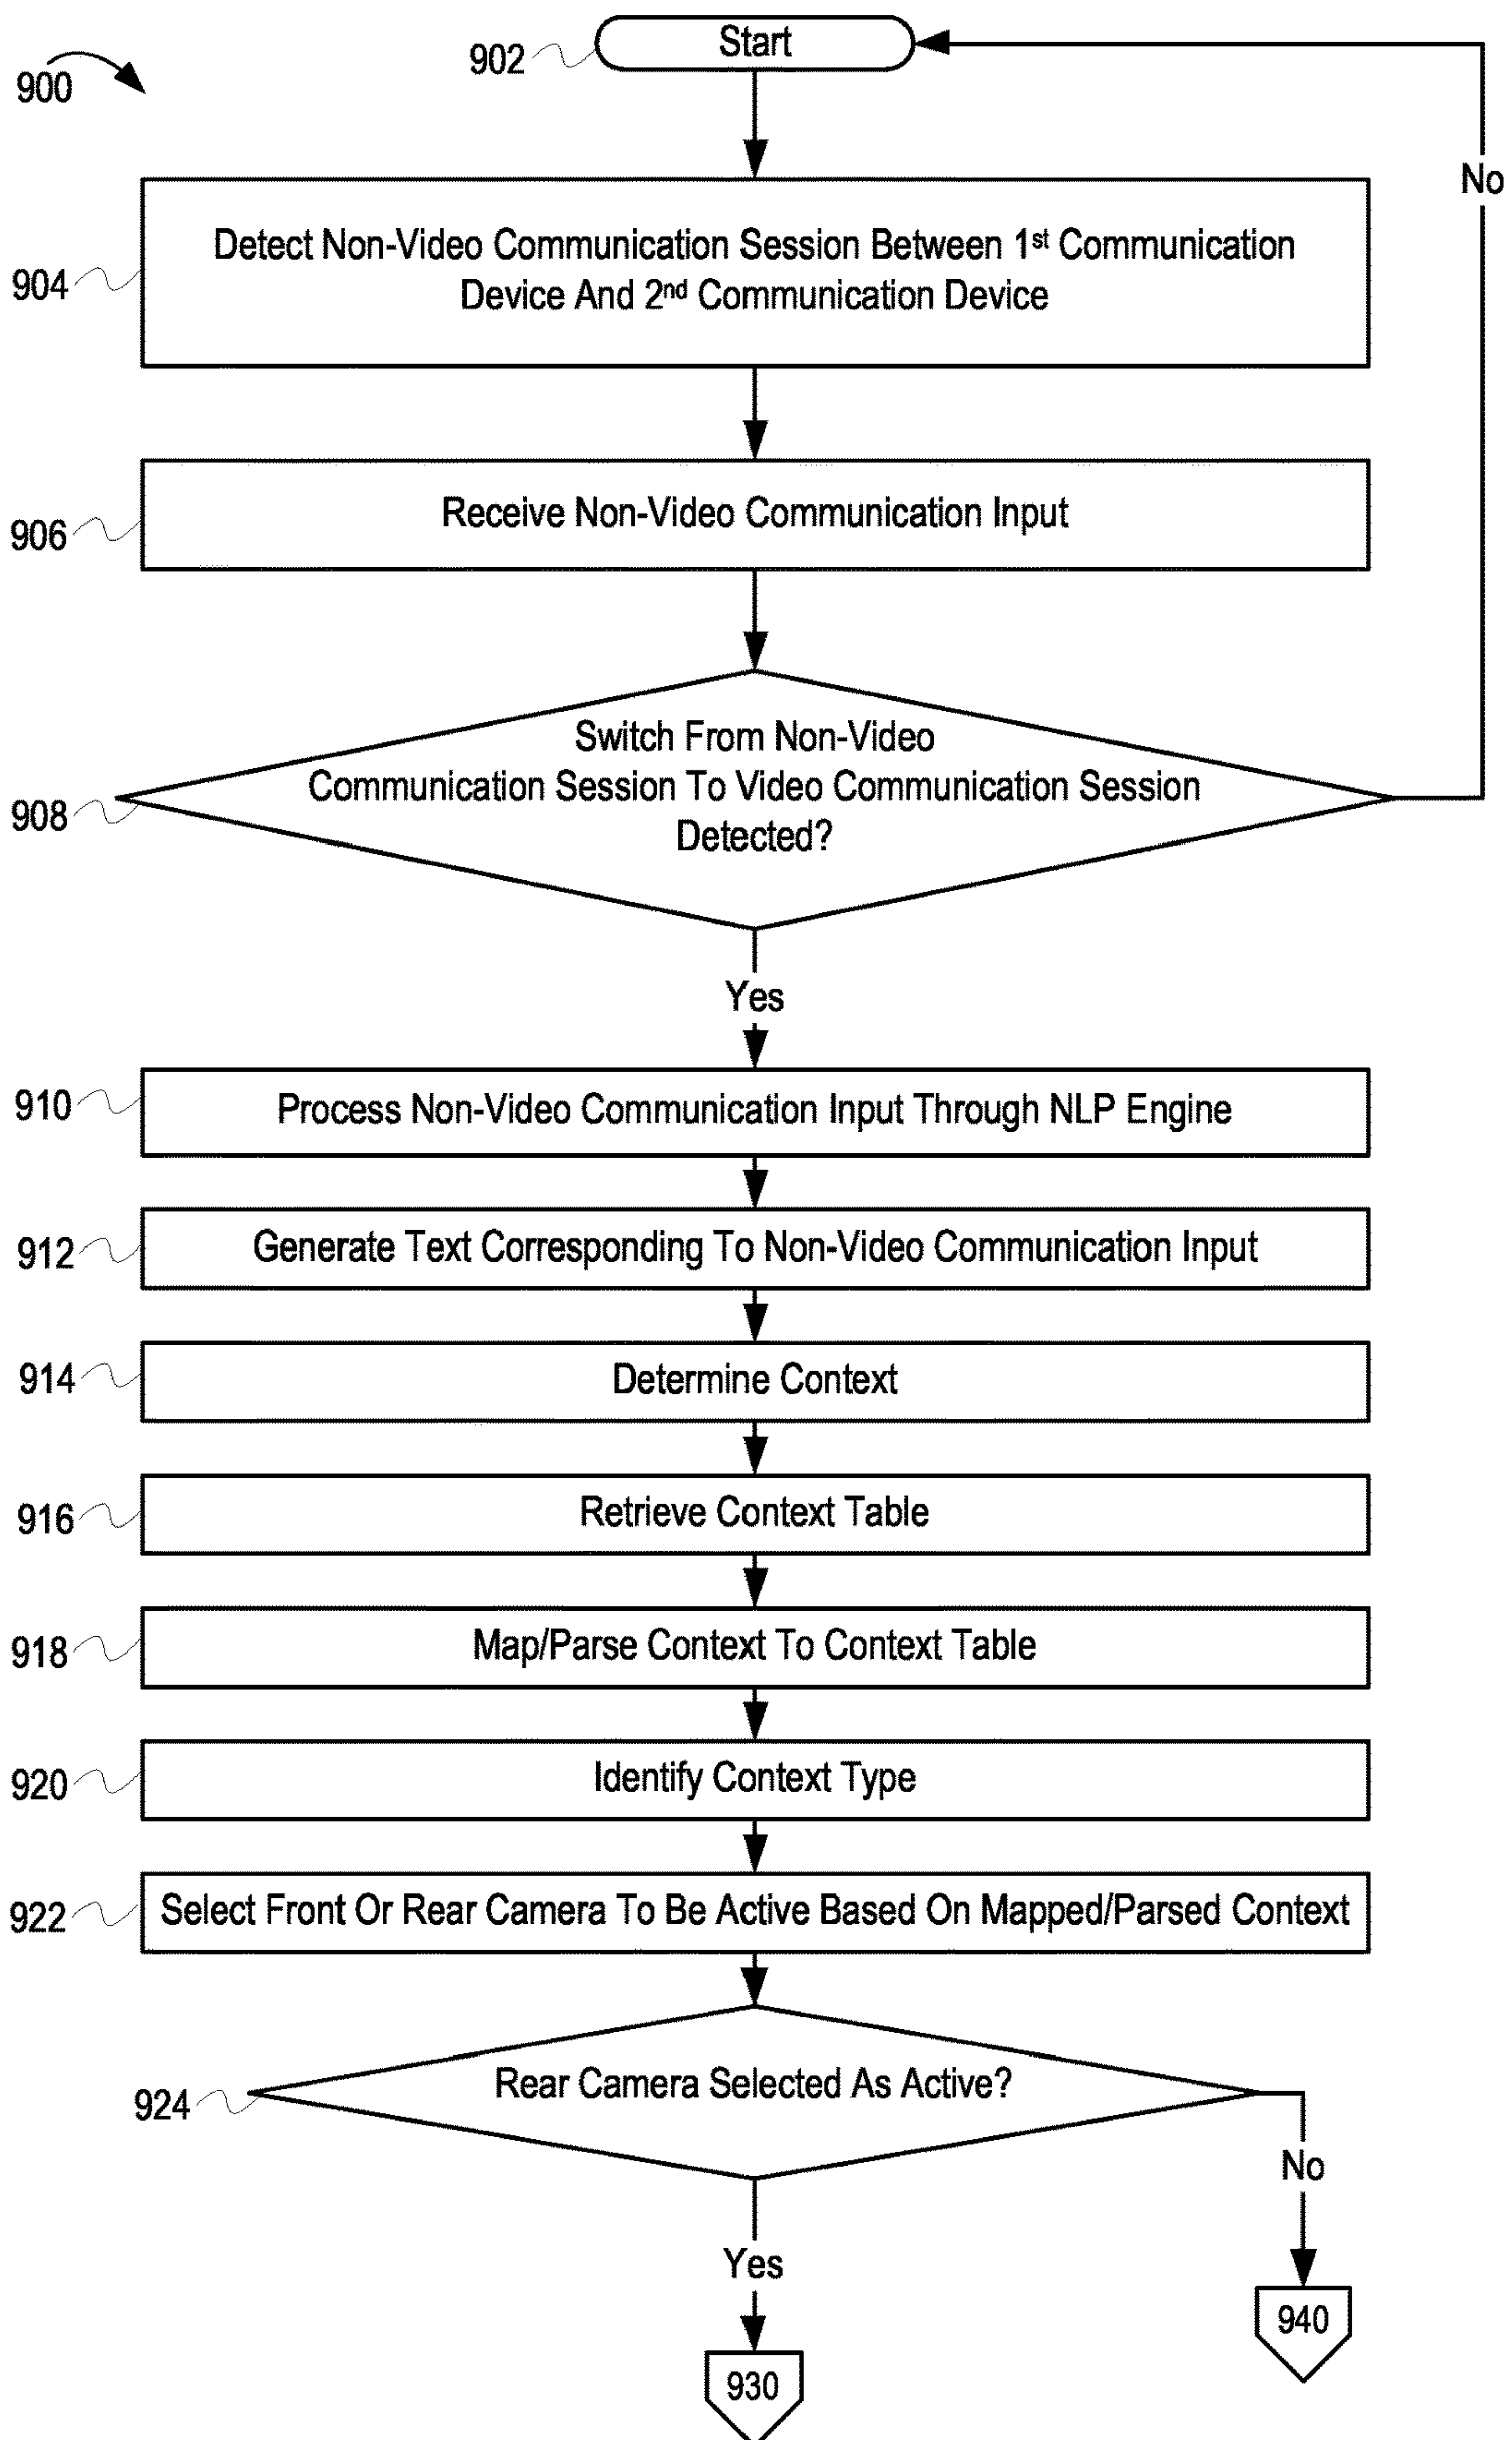 900
902
Start
No
904
Detect Non-Video Communication Session Between 1st Communication
Device And 2nd Communication Device
906
Receive Non-Video Communication Input
908
Switch From Non-Video
Communication Session To Video Communication Session
Detected?
Yes
910
Process Non-Video Communication Input Through NLP Engine
912
Generate Text Corresponding To Non-Video Communication Input
914
Determine Context
916
Retrieve Context Table
918
Map/Parse Context To Context Table
920
Identify Context Type
922
Select Front Or Rear Camera To Be Active Based On Mapped/Parsed Context
924
Rear Camera Selected As Active?
No
Yes
940
930